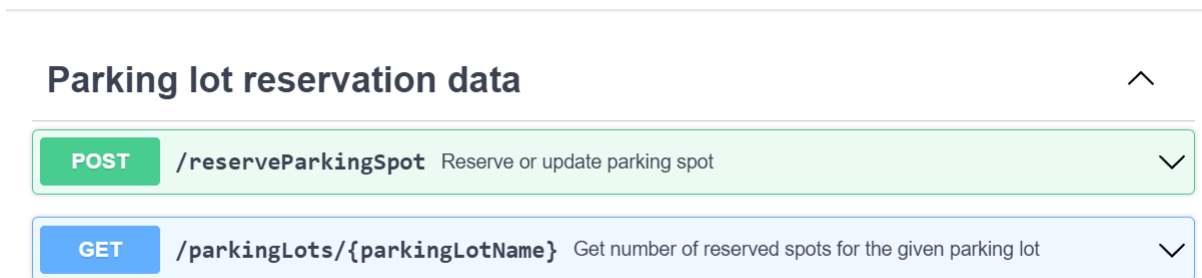 Parking lot reservation data
POST /reserveParkingSpot Reserve or update parking spot
GET /parkingLots/{parkingLotName} Get number of reserved spots for the given parking lot